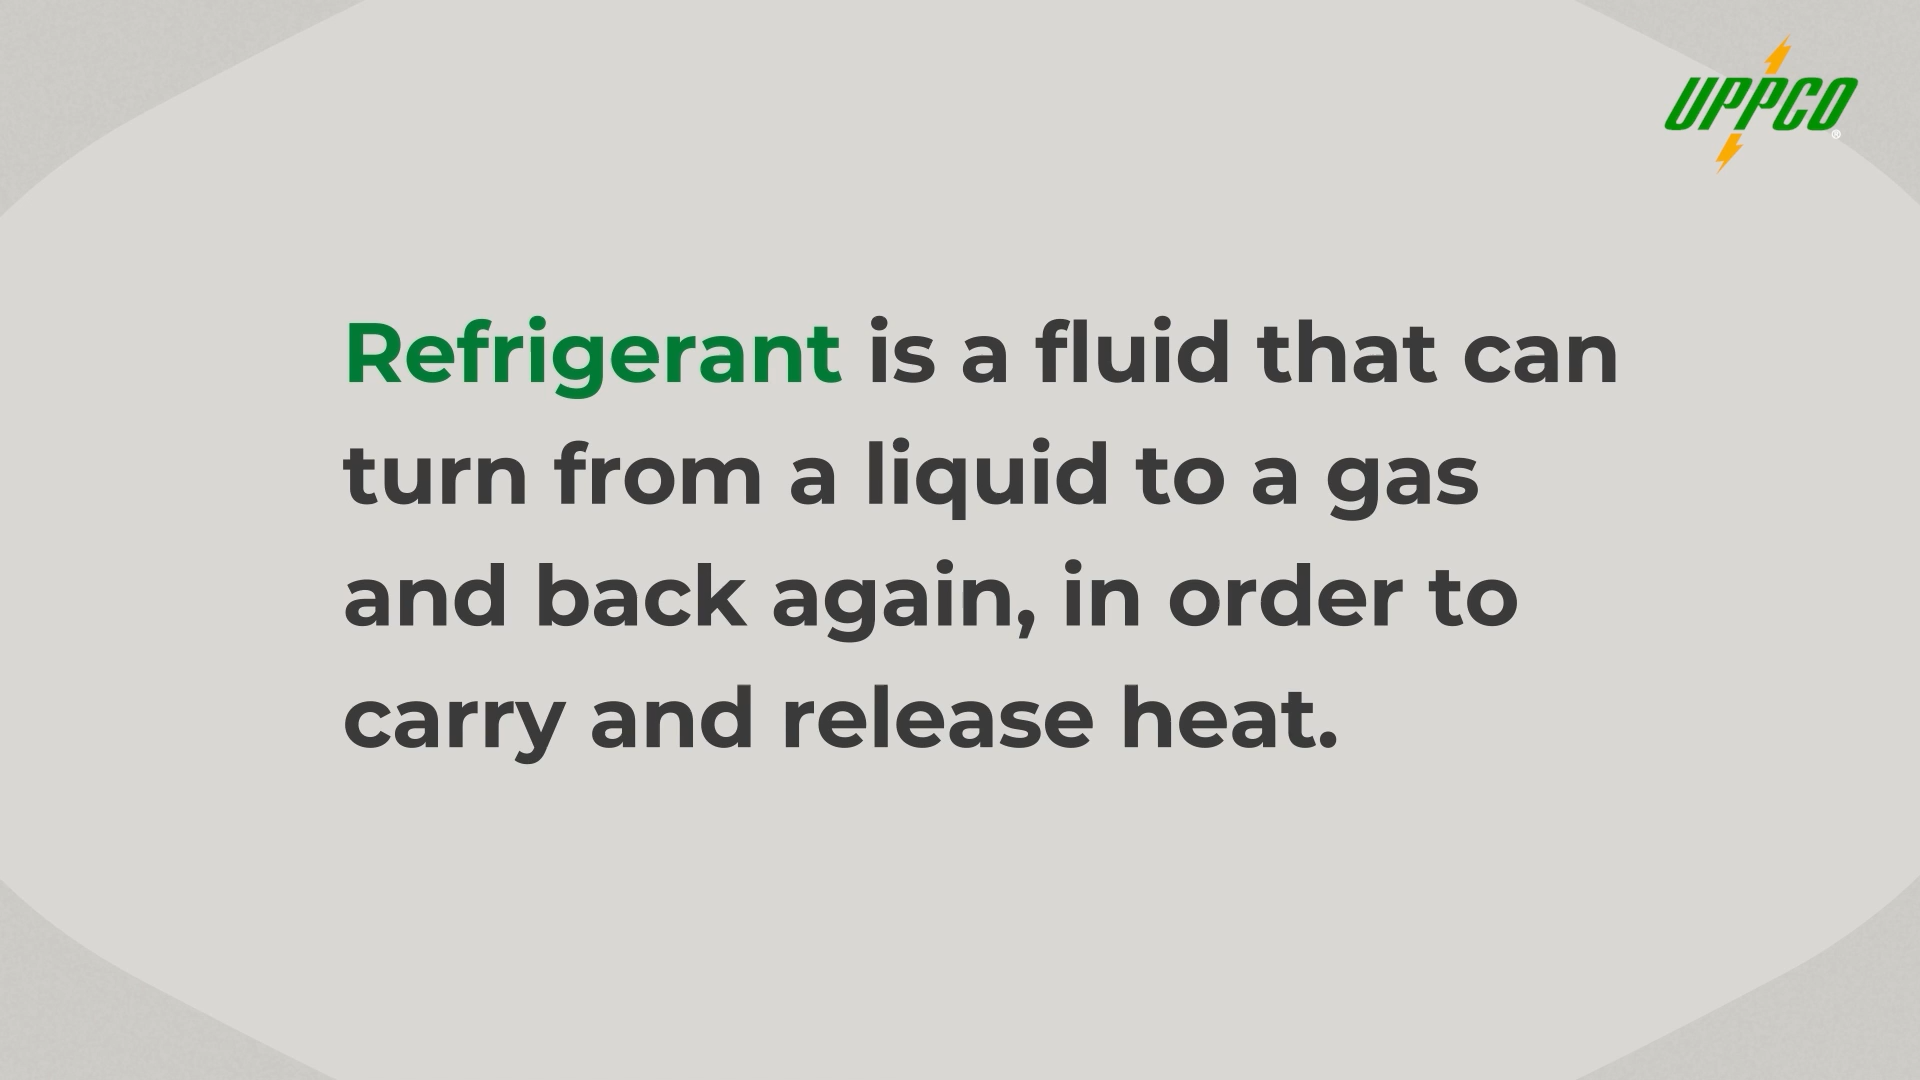 UPPCO®
Refrigerant is a fluid that can
turn from a liquid to a gas
and back again, in order to
carry and release heat.